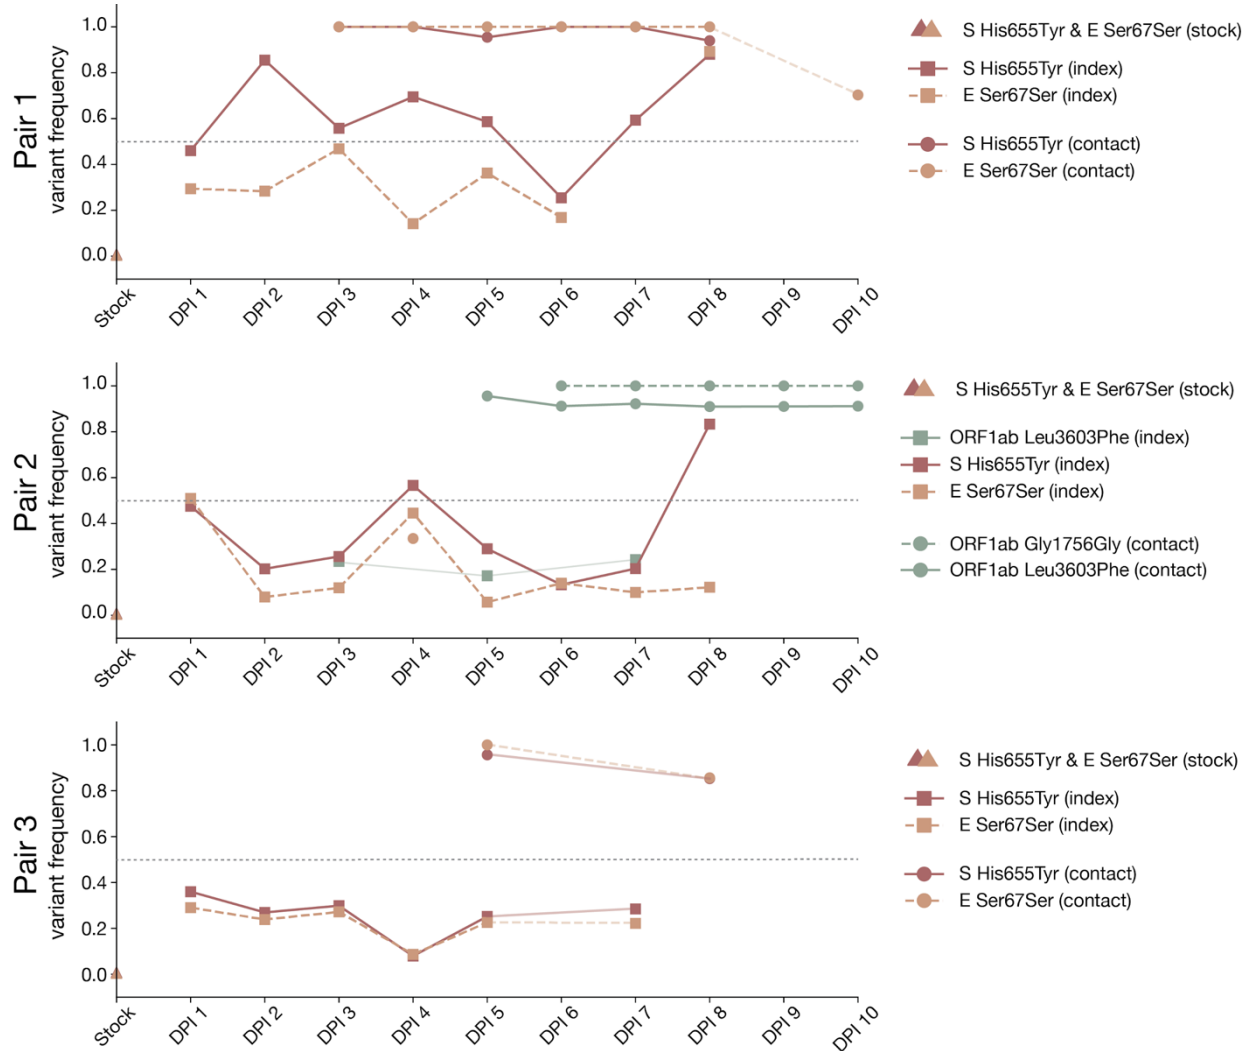 Pair 1
variant frequency
1.0
0.8
0.6
0.4
0.2
0.0
Stock
DPI 1
DPI 2
DPI 3
DPI 4
DPI 5
DPI 6
DPI 7
DPI 8
DPI 9
DPI 10
S His655Tyr & E Ser67Ser (stock)
S His655Tyr (index)
E Ser67Ser (index)
S His655Tyr (contact)
E Ser67Ser (contact)
Pair 2
variant frequency
1.0
0.8
0.6
0.4
0.2
0.0
Stock
DPI 1
DPI 2
DPI 3
DPI 4
DPI 5
DPI 6
DPI 7
DPI 8
DPI 9
DPI 10
S His655Tyr & E Ser67Ser (stock)
ORF1ab Leu3603Phe (index)
S His655Tyr (index)
E Ser67Ser (index)
ORF1ab Gly1756Gly (contact)
ORF1ab Leu3603Phe (contact)
Pair 3
variant frequency
1.0
0.8
0.6
0.4
0.2
0.0
Stock
DPI 1
DPI 2
DPI 3
DPI 4
DPI 5
DPI 6
DPI 7
DPI 8
DPI 9
DPI 10
S His655Tyr & E Ser67Ser (stock)
S His655Tyr (index)
E Ser67Ser (index)
S His655Tyr (contact)
E Ser67Ser (contact)